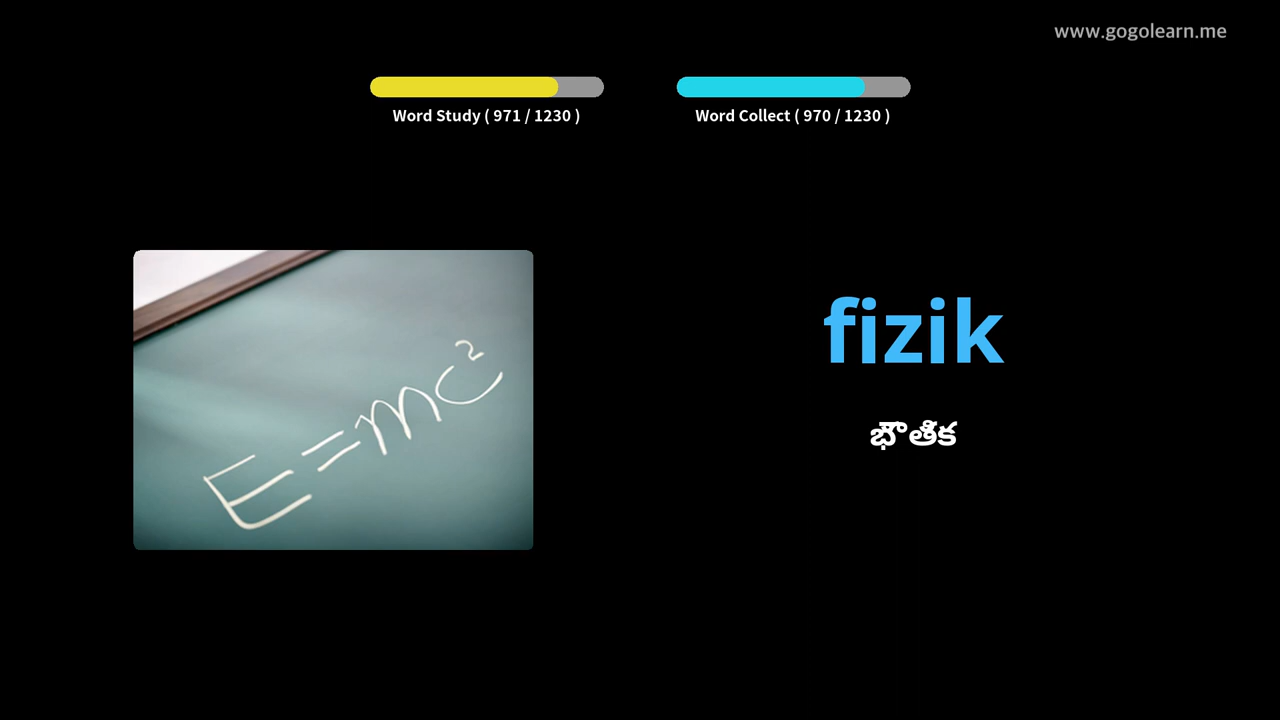 www.gogolearn.me
Word Study ( 971 / 1230 )
Word Collect ( 970 / 1230 )
E=mc²
fizik
భౌతిక